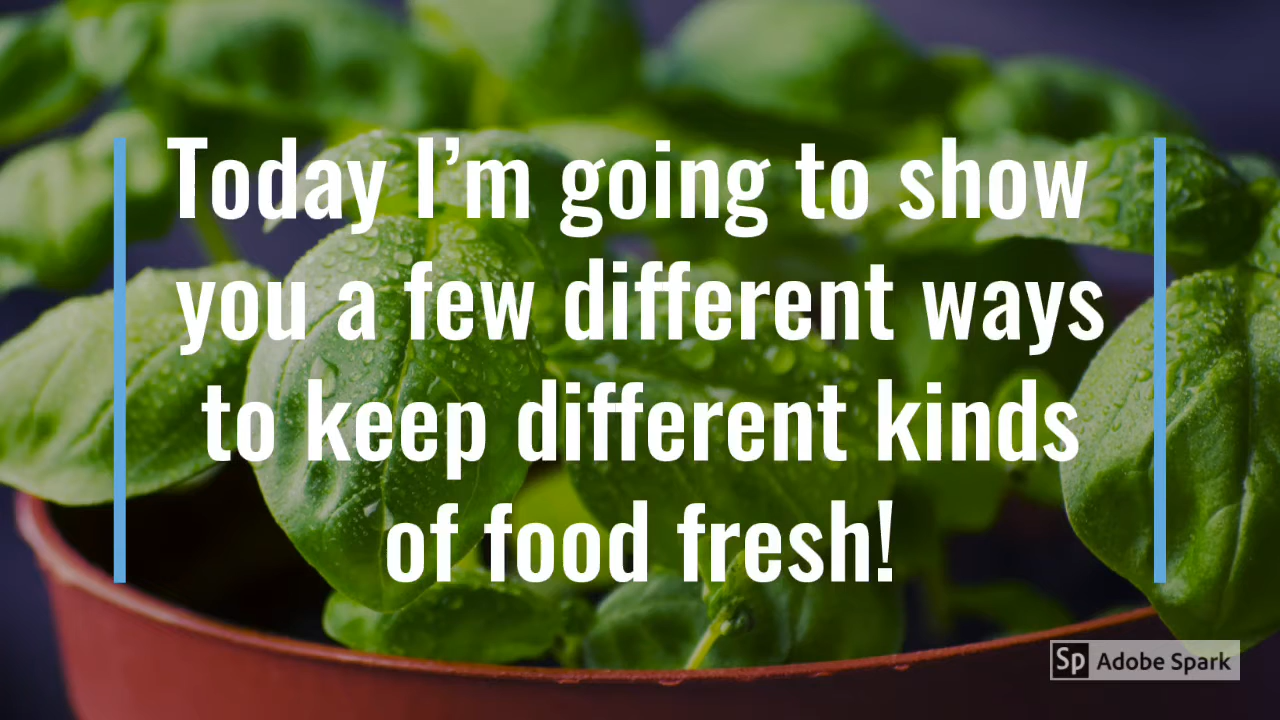 Today I’m going to show
you a few different ways
to keep different kinds
of food fresh!
Sp Adobe Spark